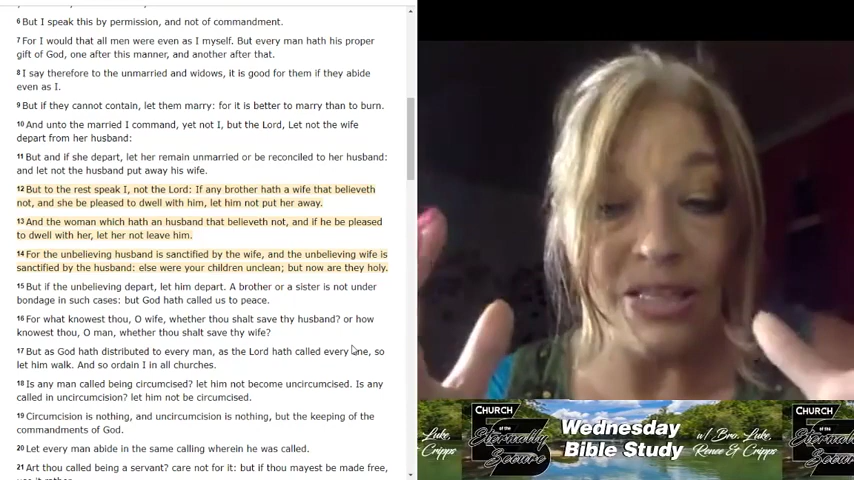 6 But I speak this by permission, and not of commandment.
7 For I would that all men were even as I myself. But every man hath his proper
gift of God, one after this manner, and another after that.
8 I say therefore to the unmarried and widows, it is good for them if they abide
even as I.
9 But if they cannot contain, let them marry: for it is better to marry than to burn.
10 And unto the married I command, yet not I, but the Lord, Let not the wife
depart from her husband:
11 But and if she depart, let her remain unmarried or be reconciled to her husband:
and let not the husband put away his wife.
12 But to the rest speak I, not the Lord: If any brother hath a wife that believeth
not, and she be pleased to dwell with him, let him not put her away.
13 And the woman which hath an husband that believeth not, and if he be pleased
to dwell with her, let her not leave him.
14 For the unbelieving husband is sanctified by the wife, and the unbelieving wife is
sanctified by the husband: else were your children unclean; but now are they holy.
15 But if the unbelieving depart, let him depart. A brother or a sister is not under
bondage in such cases: but God hath called us to peace.
16 For what knowest thou, O wife, whether thou shalt save thy husband? or how
knowest thou, O man, whether thou shalt save thy wife?
17 But as God hath distributed to every man, as the Lord hath called every one, so
let him walk. And so ordain I in all churches.
18 Is any man called being circumcised? let him not become uncircumcised. Is any
called in uncircumcision? let him not be circumcised.
19 Circumcision is nothing, and uncircumcision is nothing, but the keeping of the
commandments of God.
20 Let every man abide in the same calling wherein he was called.
21 Art thou called being a servant? care not for it: but if thou mayest be made free,
Luke,
Cripps
CHURCH
of the
Eternally
Secure
Wednesday
Bible Study
w/ Bro. Luke,
Renee & Cripps
CHURCH
of the
Eternally
Secure